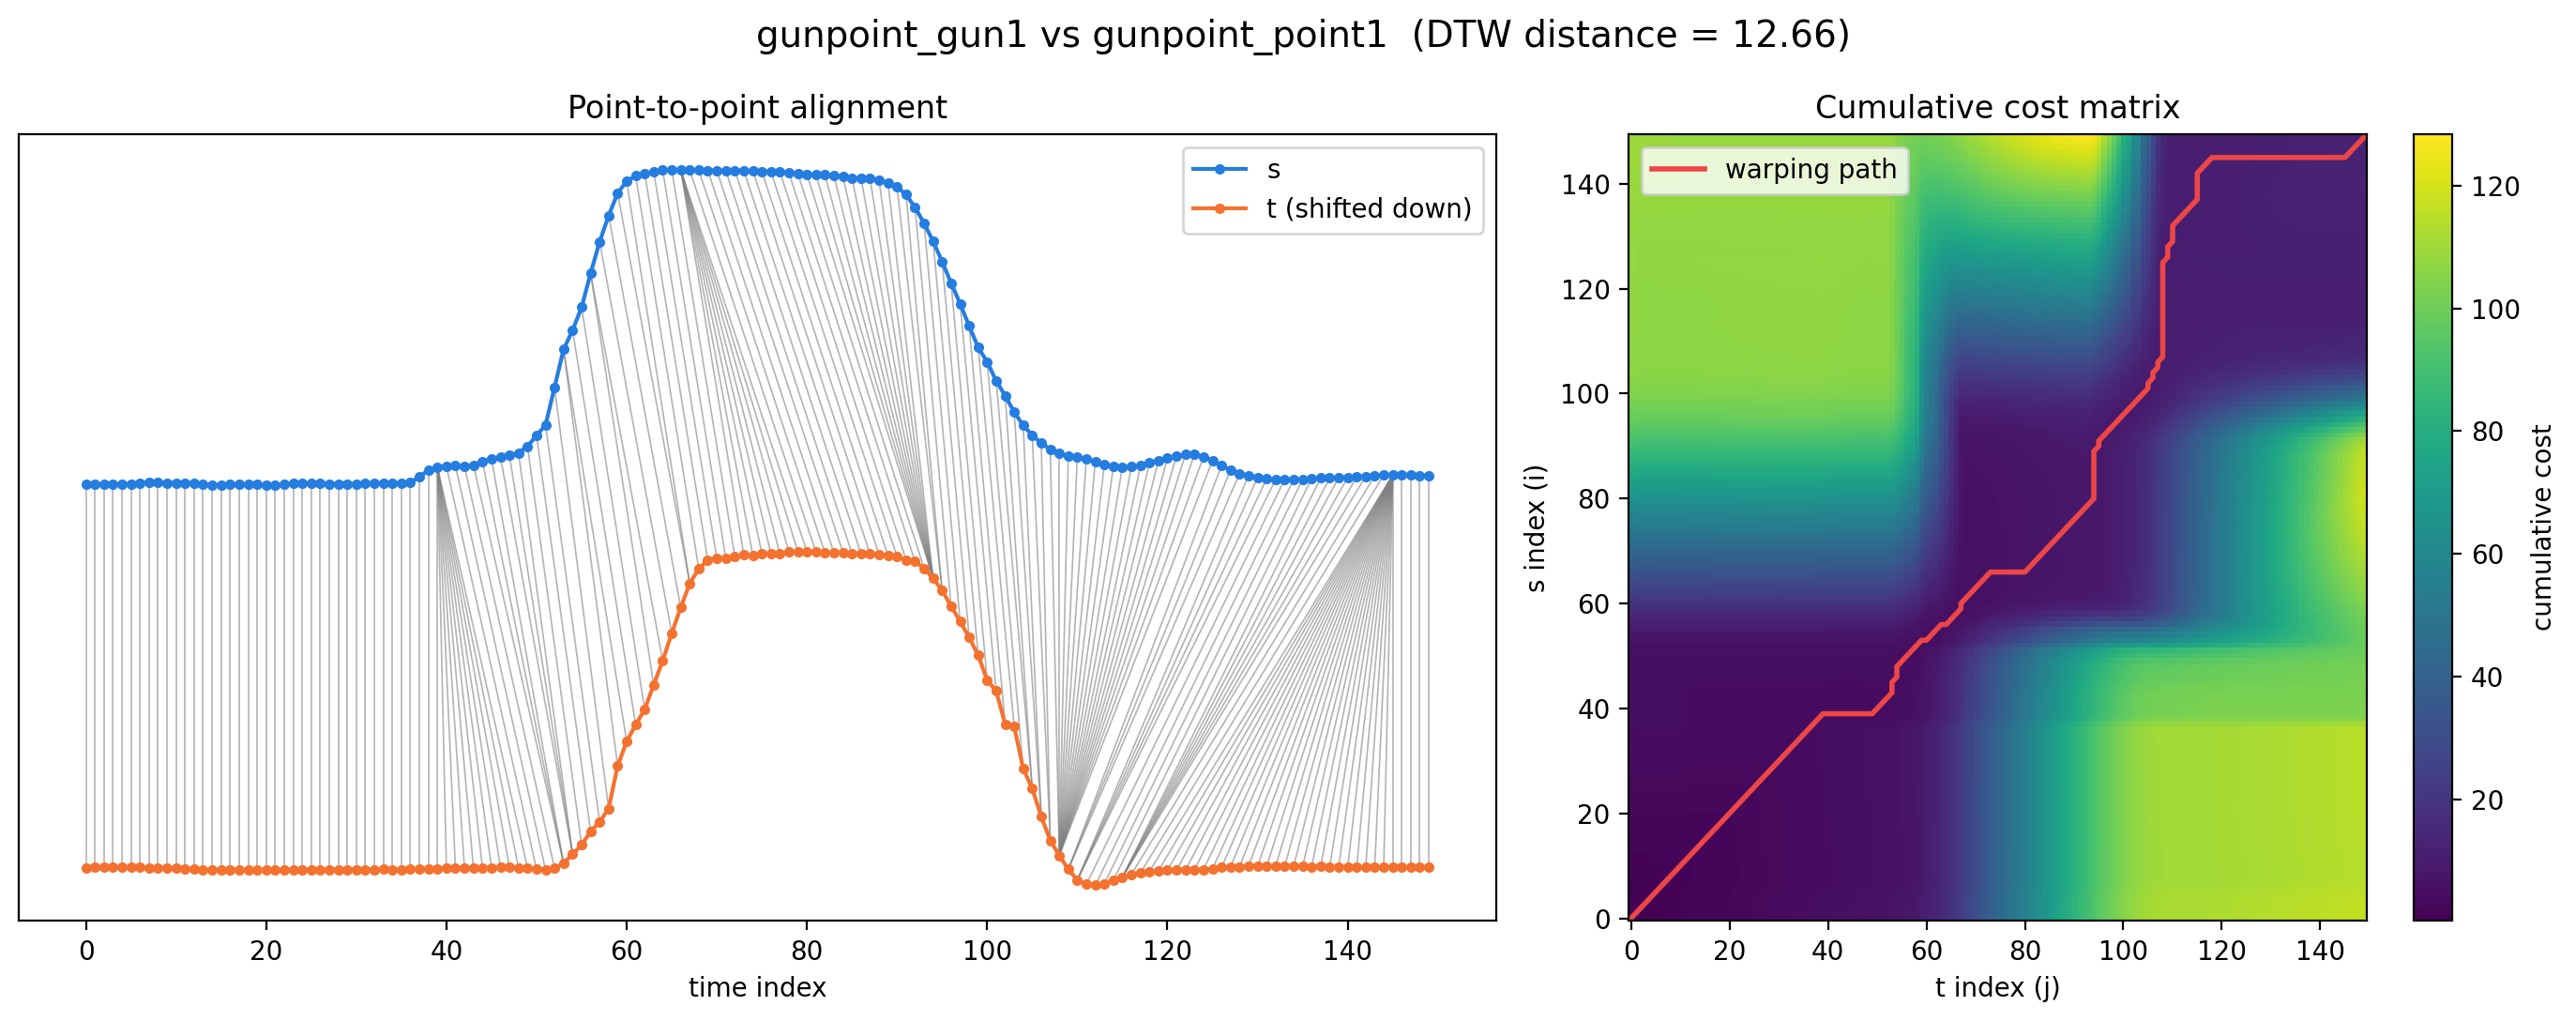 gunpoint_gun1 vs gunpoint_point1 (DTW distance = 12.66)
Point-to-point alignment
s
t (shifted down)
0 20 40 60 80 100 120 140
time index
Cumulative cost matrix
warping path
140
120
100
80
60
40
20
0
s index (i)
0 20 40 60 80 100 120 140
t index (j)
120
100
80
60
40
20
cumulative cost